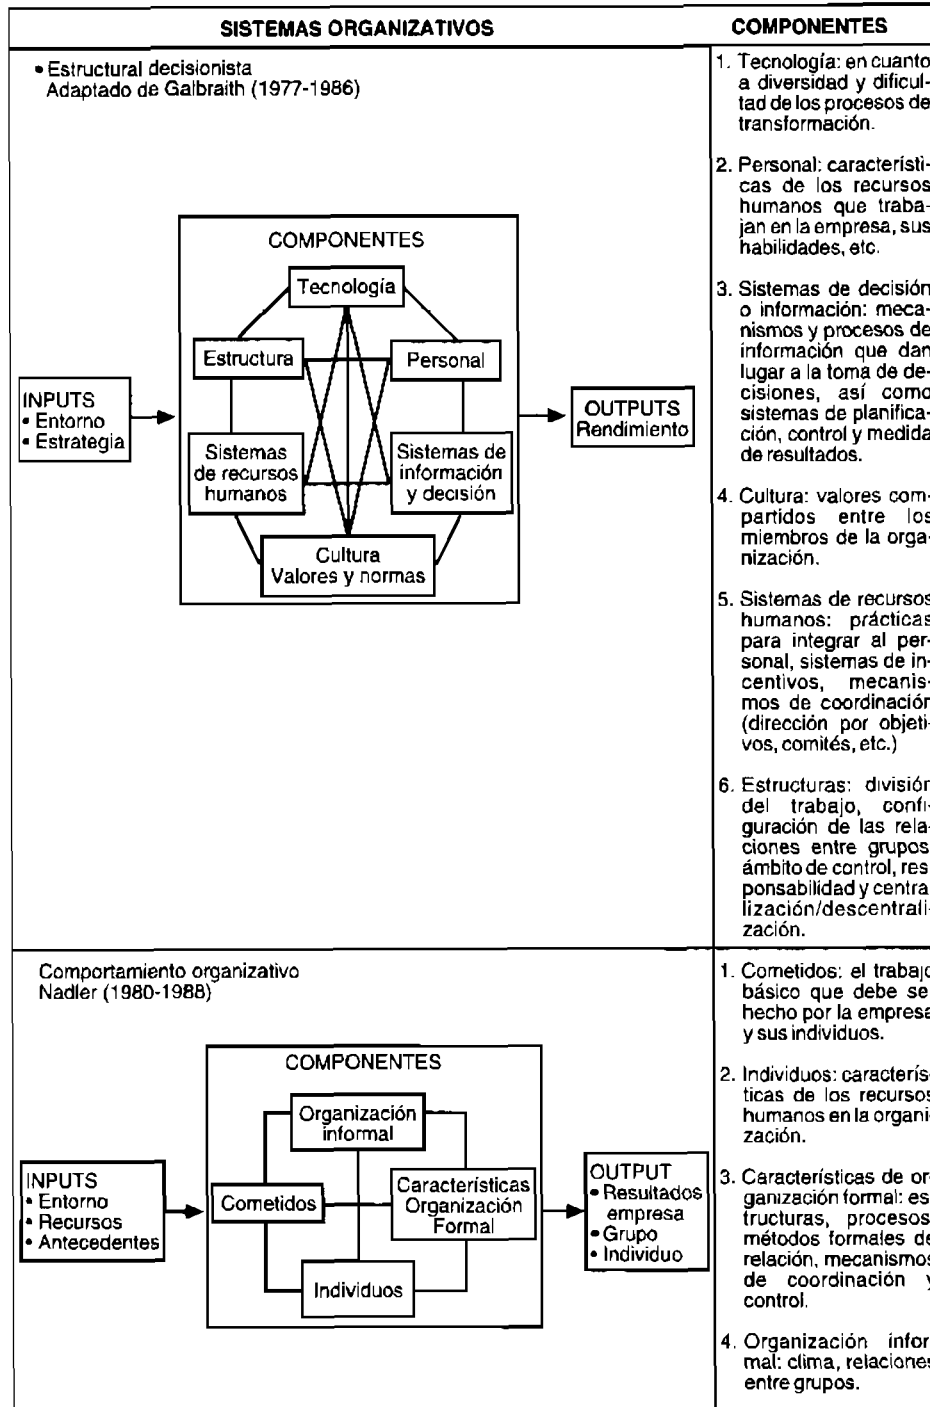 SISTEMAS ORGANIZATIVOS
COMPONENTES
• Estructural decisionista
Adaptado de Galbraith (1977-1986)
COMPONENTES
Tecnología
Estructura
Personal
INPUTS
• Entorno
• Estrategia
OUTPUTS
Rendimiento
Sistemas
de recursos
humanos
Sistemas de
información
y decisión
Cultura
Valores y normas
1. Tecnología: en cuanto
a diversidad y dificul-
tad de los procesos de
transformación.
2. Personal: característi-
cas de los recursos
humanos que traba-
jan en la empresa, sus
habilidades, etc.
3. Sistemas de decisión
o información: meca-
nismos y procesos de
información que dan
lugar a la toma de de-
cisiones, así como
sistemas de planifica-
ción, control y medida
de resultados.
4. Cultura: valores com-
partidos entre los
miembros de la orga-
nización.
5. Sistemas de recursos
humanos: prácticas
para integrar al per-
sonal, sistemas de in-
centivos, mecanis-
mos de coordinación
(dirección por objeti-
vos, comités, etc.)
6. Estructuras: división
del trabajo, confi-
guración de las rela-
ciones entre grupos
ámbito de control, res
ponsabilidad y centra
lización/descentrali-
zación.
Comportamiento organizativo
Nadler (1980-1988)
COMPONENTES
Organización
informal
INPUTS
• Entorno
• Recursos
• Antecedentes
Cometidos
Características
Organización
Formal
Individuos
OUTPUT
• Resultados
empresa
• Grupo
• Individuo
1. Cometidos: el trabajo
básico que debe se
hecho por la empresa
y sus individuos.
2. Individuos: caracterís-
ticas de los recursos
humanos en la organi-
zación.
3. Características de or-
ganización formal: es
tructuras, procesos
métodos formales de
relación, mecanismos
de coordinación y
control.
4. Organización infor
mal: clima, relaciones
entre grupos.